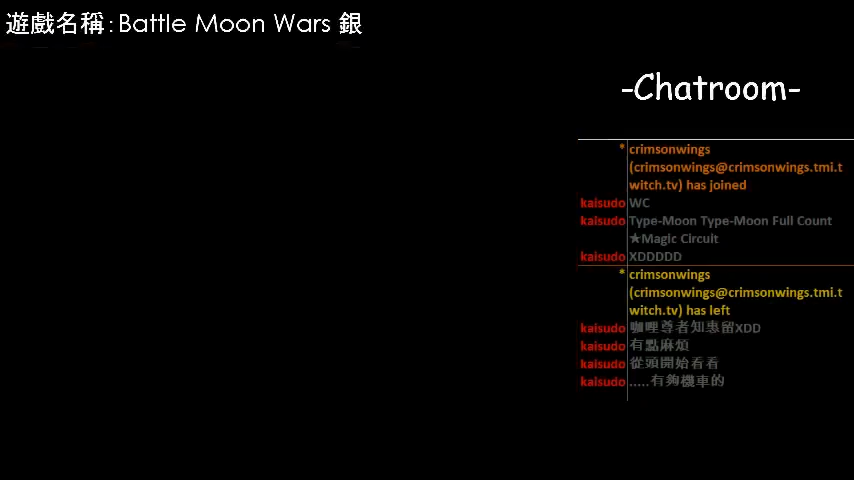 遊戲名稱：Battle Moon Wars 銀
-Chatroom-
* crimsonwings
(crimsonwings@crimsonwings.tmi.t
witch.tv) has joined
kaisudo WC
kaisudo Type-Moon Type-Moon Full Count
★Magic Circuit
kaisudo XDDDDD
* crimsonwings
(crimsonwings@crimsonwings.tmi.t
witch.tv) has left
kaisudo 咖哩尊者知惠留XDD
kaisudo 有點麻煩
kaisudo 從頭開始看看
kaisudo .....有夠機車的